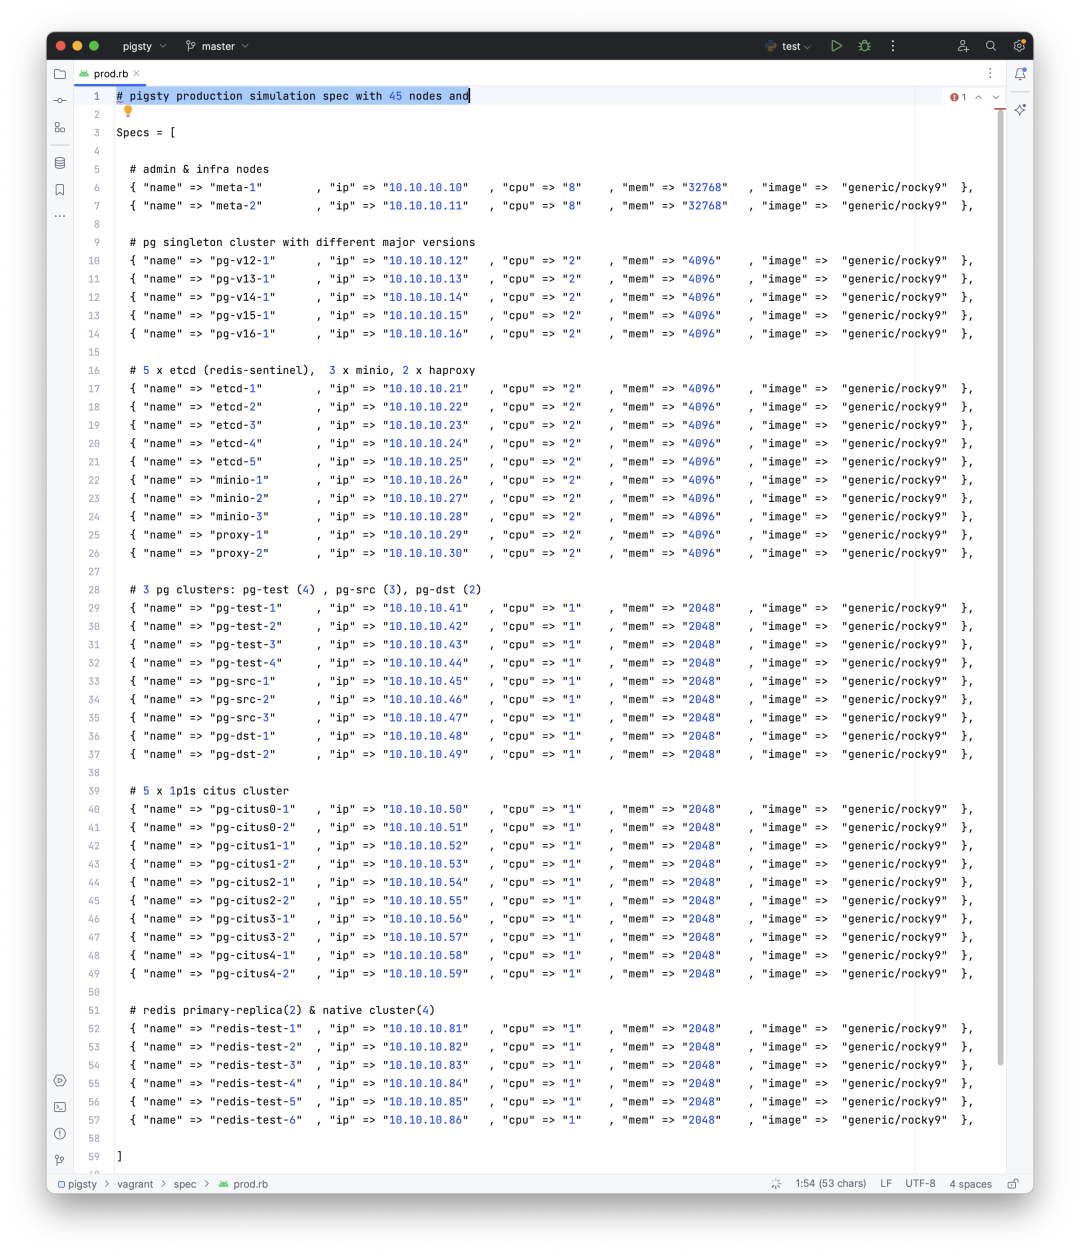 pigsty master test
prod.rb
1 # pigsty production simulation spec with 45 nodes and 1
2
3 Specs = [
4
5 # admin & infra nodes
6 { "name" => "meta-1" , "ip" => "10.10.10.10" , "cpu" => "8" , "mem" => "32768" , "image" => "generic/rocky9" },
7 { "name" => "meta-2" , "ip" => "10.10.10.11" , "cpu" => "8" , "mem" => "32768" , "image" => "generic/rocky9" },
8
9 # pg singleton cluster with different major versions
10 { "name" => "pg-v12-1" , "ip" => "10.10.10.12" , "cpu" => "2" , "mem" => "4096" , "image" => "generic/rocky9" },
11 { "name" => "pg-v13-1" , "ip" => "10.10.10.13" , "cpu" => "2" , "mem" => "4096" , "image" => "generic/rocky9" },
12 { "name" => "pg-v14-1" , "ip" => "10.10.10.14" , "cpu" => "2" , "mem" => "4096" , "image" => "generic/rocky9" },
13 { "name" => "pg-v15-1" , "ip" => "10.10.10.15" , "cpu" => "2" , "mem" => "4096" , "image" => "generic/rocky9" },
14 { "name" => "pg-v16-1" , "ip" => "10.10.10.16" , "cpu" => "2" , "mem" => "4096" , "image" => "generic/rocky9" },
15
16 # 5 x etcd (redis-sentinel), 3 x minio, 2 x haproxy
17 { "name" => "etcd-1" , "ip" => "10.10.10.21" , "cpu" => "2" , "mem" => "4096" , "image" => "generic/rocky9" },
18 { "name" => "etcd-2" , "ip" => "10.10.10.22" , "cpu" => "2" , "mem" => "4096" , "image" => "generic/rocky9" },
19 { "name" => "etcd-3" , "ip" => "10.10.10.23" , "cpu" => "2" , "mem" => "4096" , "image" => "generic/rocky9" },
20 { "name" => "etcd-4" , "ip" => "10.10.10.24" , "cpu" => "2" , "mem" => "4096" , "image" => "generic/rocky9" },
21 { "name" => "etcd-5" , "ip" => "10.10.10.25" , "cpu" => "2" , "mem" => "4096" , "image" => "generic/rocky9" },
22 { "name" => "minio-1" , "ip" => "10.10.10.26" , "cpu" => "2" , "mem" => "4096" , "image" => "generic/rocky9" },
23 { "name" => "minio-2" , "ip" => "10.10.10.27" , "cpu" => "2" , "mem" => "4096" , "image" => "generic/rocky9" },
24 { "name" => "minio-3" , "ip" => "10.10.10.28" , "cpu" => "2" , "mem" => "4096" , "image" => "generic/rocky9" },
25 { "name" => "proxy-1" , "ip" => "10.10.10.29" , "cpu" => "2" , "mem" => "4096" , "image" => "generic/rocky9" },
26 { "name" => "proxy-2" , "ip" => "10.10.10.30" , "cpu" => "2" , "mem" => "4096" , "image" => "generic/rocky9" },
27
28 # 3 pg clusters: pg-test (4) , pg-src (3), pg-dst (2)
29 { "name" => "pg-test-1" , "ip" => "10.10.10.41" , "cpu" => "1" , "mem" => "2048" , "image" => "generic/rocky9" },
30 { "name" => "pg-test-2" , "ip" => "10.10.10.42" , "cpu" => "1" , "mem" => "2048" , "image" => "generic/rocky9" },
31 { "name" => "pg-test-3" , "ip" => "10.10.10.43" , "cpu" => "1" , "mem" => "2048" , "image" => "generic/rocky9" },
32 { "name" => "pg-test-4" , "ip" => "10.10.10.44" , "cpu" => "1" , "mem" => "2048" , "image" => "generic/rocky9" },
33 { "name" => "pg-src-1" , "ip" => "10.10.10.45" , "cpu" => "1" , "mem" => "2048" , "image" => "generic/rocky9" },
34 { "name" => "pg-src-2" , "ip" => "10.10.10.46" , "cpu" => "1" , "mem" => "2048" , "image" => "generic/rocky9" },
35 { "name" => "pg-src-3" , "ip" => "10.10.10.47" , "cpu" => "1" , "mem" => "2048" , "image" => "generic/rocky9" },
36 { "name" => "pg-dst-1" , "ip" => "10.10.10.48" , "cpu" => "1" , "mem" => "2048" , "image" => "generic/rocky9" },
37 { "name" => "pg-dst-2" , "ip" => "10.10.10.49" , "cpu" => "1" , "mem" => "2048" , "image" => "generic/rocky9" },
38
39 # 5 x 1p1s citus cluster
40 { "name" => "pg-citus0-1" , "ip" => "10.10.10.50" , "cpu" => "1" , "mem" => "2048" , "image" => "generic/rocky9" },
41 { "name" => "pg-citus0-2" , "ip" => "10.10.10.51" , "cpu" => "1" , "mem" => "2048" , "image" => "generic/rocky9" },
42 { "name" => "pg-citus1-1" , "ip" => "10.10.10.52" , "cpu" => "1" , "mem" => "2048" , "image" => "generic/rocky9" },
43 { "name" => "pg-citus1-2" , "ip" => "10.10.10.53" , "cpu" => "1" , "mem" => "2048" , "image" => "generic/rocky9" },
44 { "name" => "pg-citus2-1" , "ip" => "10.10.10.54" , "cpu" => "1" , "mem" => "2048" , "image" => "generic/rocky9" },
45 { "name" => "pg-citus2-2" , "ip" => "10.10.10.55" , "cpu" => "1" , "mem" => "2048" , "image" => "generic/rocky9" },
46 { "name" => "pg-citus3-1" , "ip" => "10.10.10.56" , "cpu" => "1" , "mem" => "2048" , "image" => "generic/rocky9" },
47 { "name" => "pg-citus3-2" , "ip" => "10.10.10.57" , "cpu" => "1" , "mem" => "2048" , "image" => "generic/rocky9" },
48 { "name" => "pg-citus4-1" , "ip" => "10.10.10.58" , "cpu" => "1" , "mem" => "2048" , "image" => "generic/rocky9" },
49 { "name" => "pg-citus4-2" , "ip" => "10.10.10.59" , "cpu" => "1" , "mem" => "2048" , "image" => "generic/rocky9" },
50
51 # redis primary-replica(2) & native cluster(4)
52 { "name" => "redis-test-1" , "ip" => "10.10.10.81" , "cpu" => "1" , "mem" => "2048" , "image" => "generic/rocky9" },
53 { "name" => "redis-test-2" , "ip" => "10.10.10.82" , "cpu" => "1" , "mem" => "2048" , "image" => "generic/rocky9" },
54 { "name" => "redis-test-3" , "ip" => "10.10.10.83" , "cpu" => "1" , "mem" => "2048" , "image" => "generic/rocky9" },
55 { "name" => "redis-test-4" , "ip" => "10.10.10.84" , "cpu" => "1" , "mem" => "2048" , "image" => "generic/rocky9" },
56 { "name" => "redis-test-5" , "ip" => "10.10.10.85" , "cpu" => "1" , "mem" => "2048" , "image" => "generic/rocky9" },
57 { "name" => "redis-test-6" , "ip" => "10.10.10.86" , "cpu" => "1" , "mem" => "2048" , "image" => "generic/rocky9" },
58
59 ]
pigsty > vagrant > spec > prod.rb 1:54 (53 chars) LF UTF-8 4 spaces